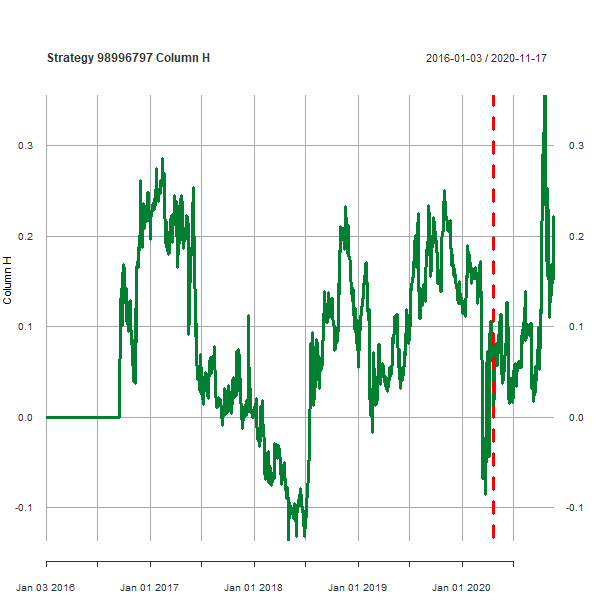 Strategy 98996797 Column H
2016-01-03 / 2020-11-17
Column H
0.3
0.3
0.2
0.2
0.1
0.1
0.0
0.0
-0.1
-0.1
Jan 03 2016
Jan 01 2017
Jan 01 2018
Jan 01 2019
Jan 01 2020